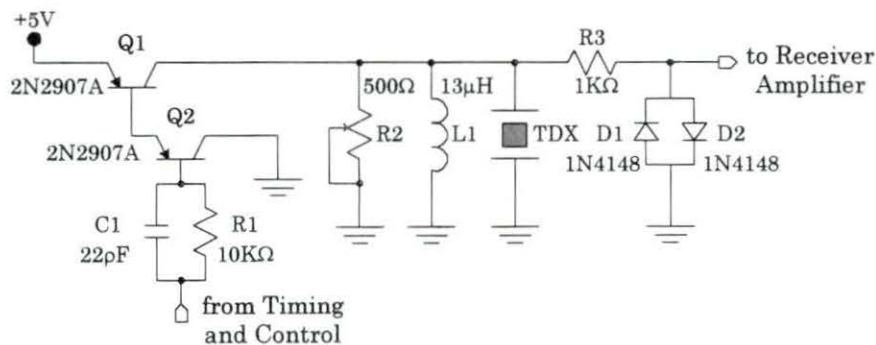 +5V
Q1
2N2907A
Q2
2N2907A
C1
22pF
R1
10KΩ
from Timing
and Control
500Ω
R2
13μH
L1
TDX
R3
1KΩ
to Receiver
Amplifier
D1
1N4148
D2
1N4148